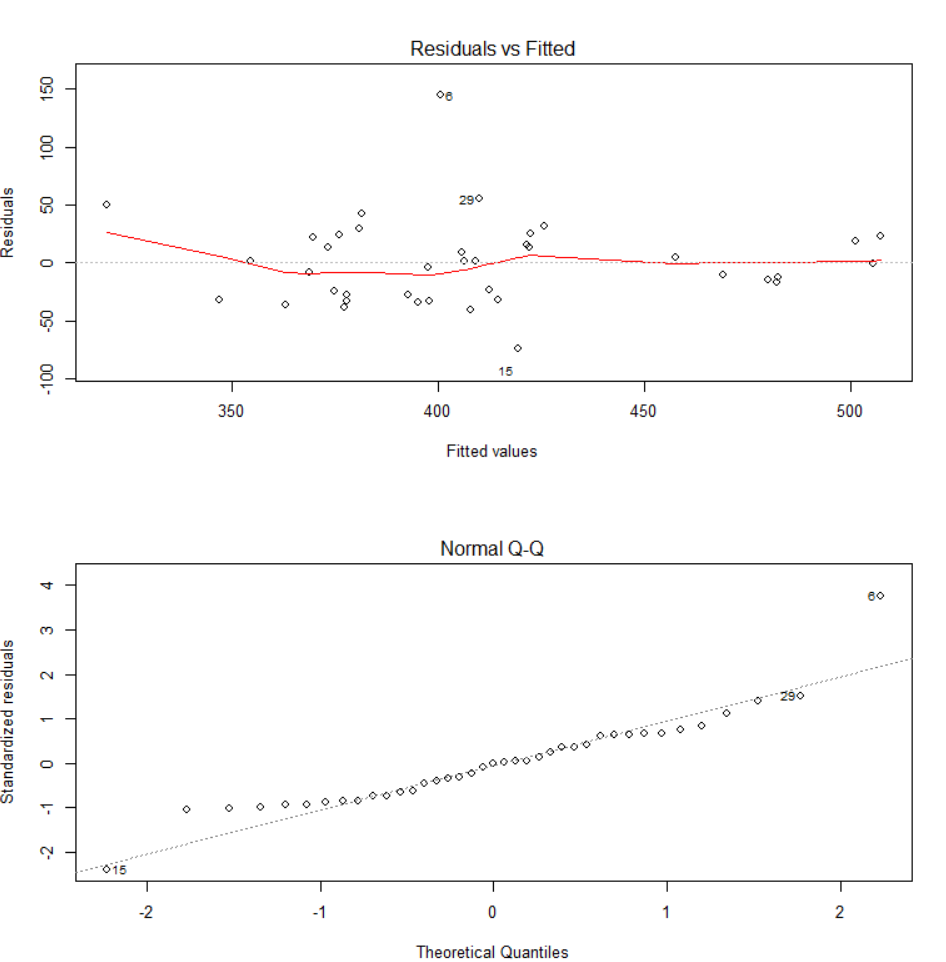 Residuals vs Fitted
150
100
50
0
-50
-100
Residuals
6
29
15
350 400 450 500
Fitted values
Normal Q-Q
4
3
2
1
0
-1
-2
Standardized residuals
6
29
15
-2 -1 0 1 2
Theoretical Quantiles